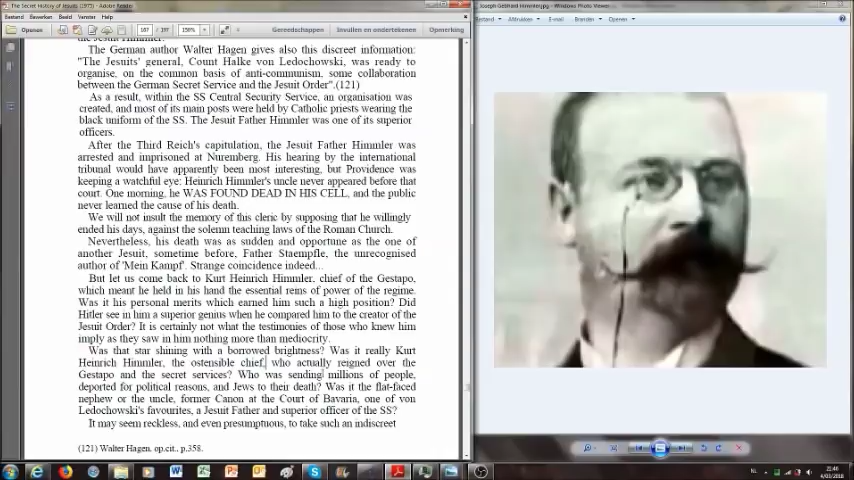 The Secret History of Jesuits (1975) - Adobe Reader
Bestand Bewerken Beeld Venster Help
Openen
167 / 197
150%
Gereedschappen
Invullen en ondertekenen
Opmerking
The German author Walter Hagen gives also this discreet information:
"The Jesuits' general, Count Halke von Ledochowski, was ready to
organise, on the common basis of anti-communism, some collaboration
between the German Secret Service and the Jesuit Order".(121)
As a result, within the SS Central Security Service, an organisation was
created, and most of its main posts were held by Catholic priests wearing the
black uniform of the SS. The Jesuit Father Himmler was one of its superior
officers.
After the Third Reich's capitulation, the Jesuit Father Himmler was
arrested and imprisoned at Nuremberg. His hearing by the international
tribunal would have apparently been most interesting, but Providence was
keeping a watchful eye: Heinrich Himmler's uncle never appeared before that
court. One morning, he WAS FOUND DEAD IN HIS CELL, and the public
never learned the cause of his death.
We will not insult the memory of this cleric by supposing that he willingly
ended his days, against the solemn teaching laws of the Roman Church.
Nevertheless, his death was as sudden and opportune as the one of
another Jesuit, sometime before, Father Staempfle, the unrecognised
author of 'Mein Kampf'. Strange coincidence indeed...
But let us come back to Kurt Heinrich Himmler, chief of the Gestapo,
which meant he held in his hand the essential reins of power of the regime.
Was it his personal merits which earned him such a high position? Did
Hitler see in him a superior genius when he compared him to the creator of the
Jesuit Order? It is certainly not what the testimonies of those who knew him
imply as they saw in him nothing more than mediocrity.
Was that star shining with a borrowed brightness? Was it really Kurt
Heinrich Himmler, the ostensible chief, who actually reigned over the
Gestapo and the secret services? Who was sending millions of people,
deported for political reasons, and Jews to their death? Was it the flat-faced
nephew or the uncle, former Canon at the Court of Bavaria, one of von
Ledochowski's favourites, a Jesuit Father and superior officer of the SS?
It may seem reckless, and even presumptuous, to take such an indiscreet
(121) Walter Hagen. op.cit., p.358.
Joseph Gebhard Himmler.jpg - Windows Photo Viewer
Bestand Afdrukken E-mail Branden Openen
NL
4/03/2018